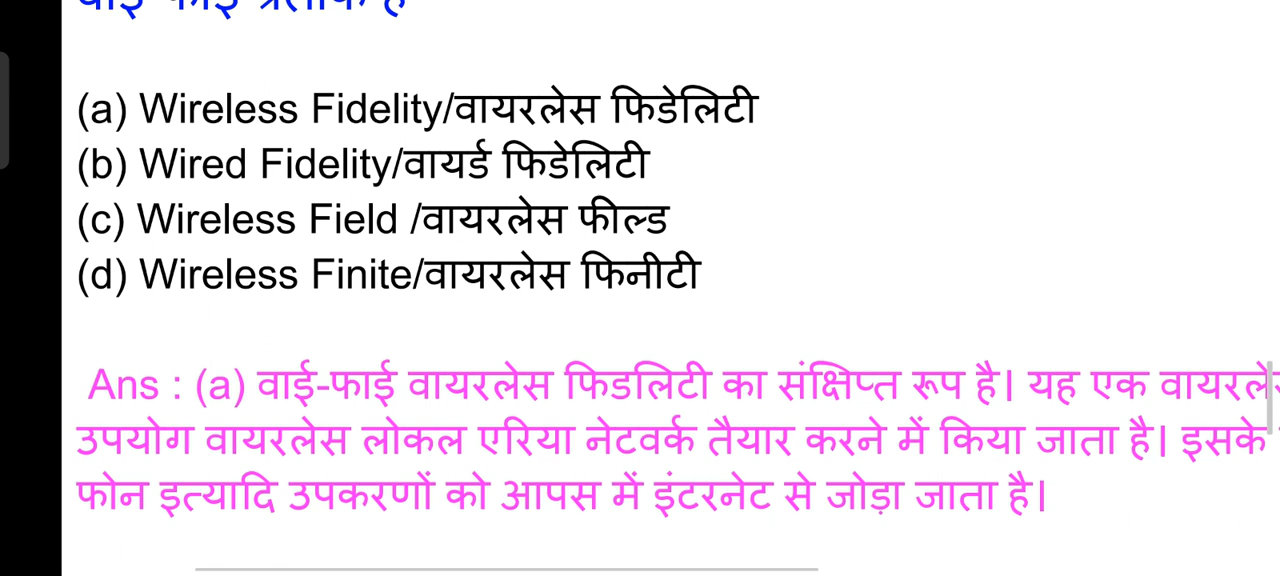 (a) Wireless Fidelity/वायरलेस फिडेलिटी
(b) Wired Fidelity/वायर्ड फिडेलिटी
(c) Wireless Field /वायरलेस फील्ड
(d) Wireless Finite/वायरलेस फिनीटी
Ans : (a) वाई-फाई वायरलेस फिडलिटी का संक्षिप्त रूप है। यह एक
उपयोग वायरलेस लोकल एरिया नेटवर्क तैयार करने में किया जाता है। इसके
फोन इत्यादि उपकरणों को आपस में इंटरनेट से जोड़ा जाता है।